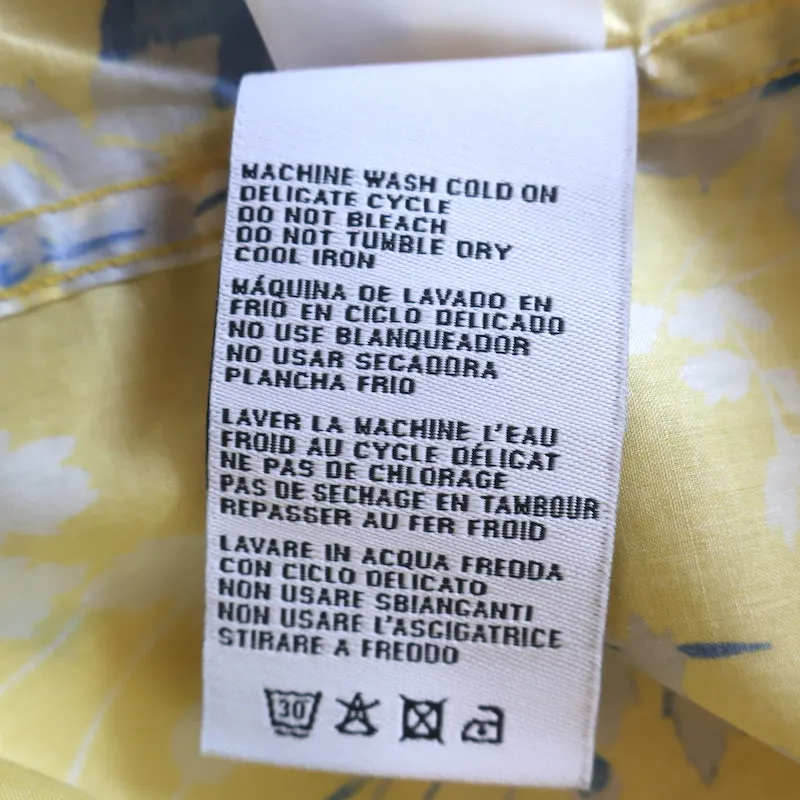 MACHINE WASH COLD ON
DELICATE CYCLE
DO NOT BLEACH
DO NOT TUMBLE DRY
COOL IRON
MÁQUINA DE LAVADO EN
FRIO EN CICLO DELICADO
NO USE BLANQUEADOR
NO USAR SECADORA
PLANCHA FRIO
LAVER LA MACHINE L'EAU
FROID AU CYCLE DÉLICAT
NE PAS DE CHLORAGE
PAS DE SECHAGE EN TAMBOUR
REPASSER AU FER FROID
LAVARE IN ACQUA FREDDA
CON CICLO DELICATO
NON USARE SBIANGANTI
NON USARE L'ASCIGATRICE
STIRARE A FREDDO
30